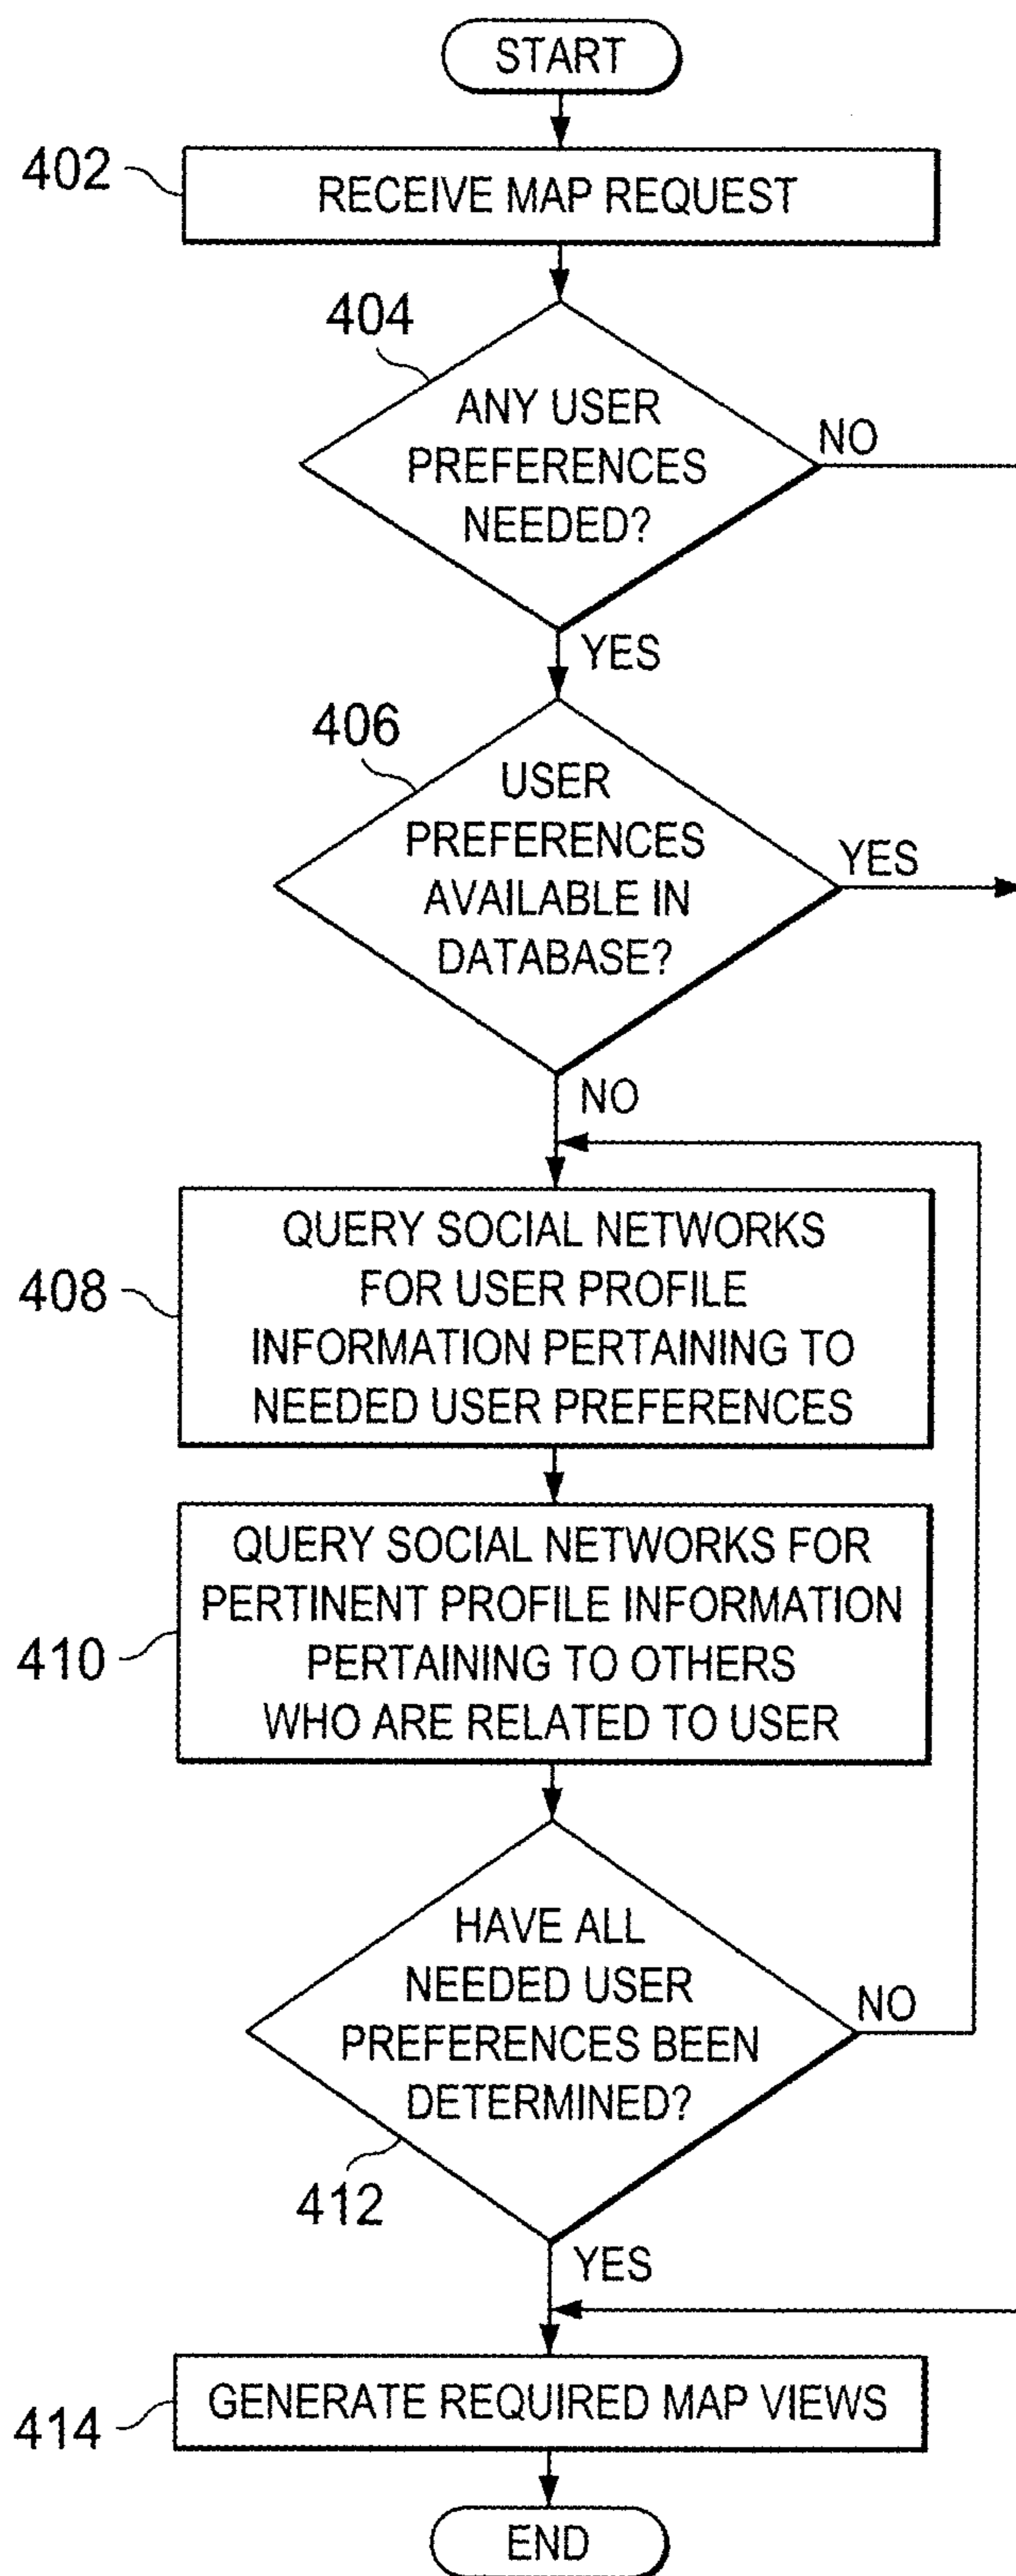 START
402
RECEIVE MAP REQUEST
404
ANY USER
PREFERENCES
NEEDED?
NO
YES
406
USER
PREFERENCES
AVAILABLE IN
DATABASE?
YES
NO
408
QUERY SOCIAL NETWORKS
FOR USER PROFILE
INFORMATION PERTAINING TO
NEEDED USER PREFERENCES
410
QUERY SOCIAL NETWORKS FOR
PERTINENT PROFILE INFORMATION
PERTAINING TO OTHERS
WHO ARE RELATED TO USER
HAVE ALL
NEEDED USER
PREFERENCES BEEN
DETERMINED?
NO
412
YES
414
GENERATE REQUIRED MAP VIEWS
END